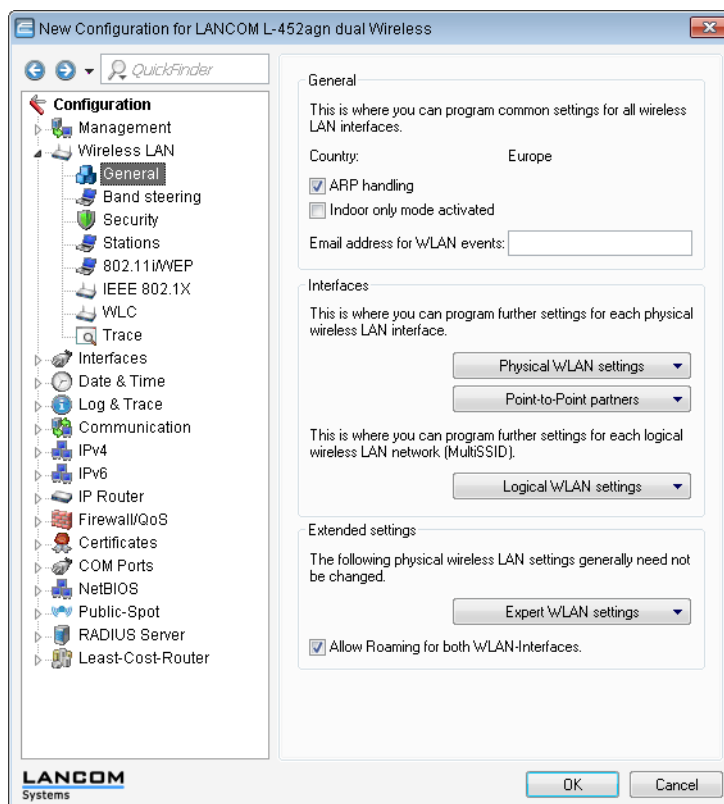 New Configuration for LANCOM L-452agn dual Wireless
QuickFinder
Configuration
Management
Wireless LAN
General
Band steering
Security
Stations
802.11i/WEP
IEEE 802.1X
WLC
Trace
Interfaces
Date & Time
Log & Trace
Communication
IPv4
IPv6
IP Router
Firewall/QoS
Certificates
COM Ports
NetBIOS
Public-Spot
RADIUS Server
Least-Cost-Router
General
This is where you can program common settings for all wireless
LAN interfaces.
Country: Europe
ARP handling
Indoor only mode activated
Email address for WLAN events:
Interfaces
This is where you can program further settings for each physical
wireless LAN interface.
Physical WLAN settings
Point-to-Point partners
This is where you can program further settings for each logical
wireless LAN network (MultiSSID).
Logical WLAN settings
Extended settings
The following physical wireless LAN settings generally need not
be changed.
Expert WLAN settings
Allow Roaming for both WLAN-Interfaces.
LANCOM
Systems
OK Cancel